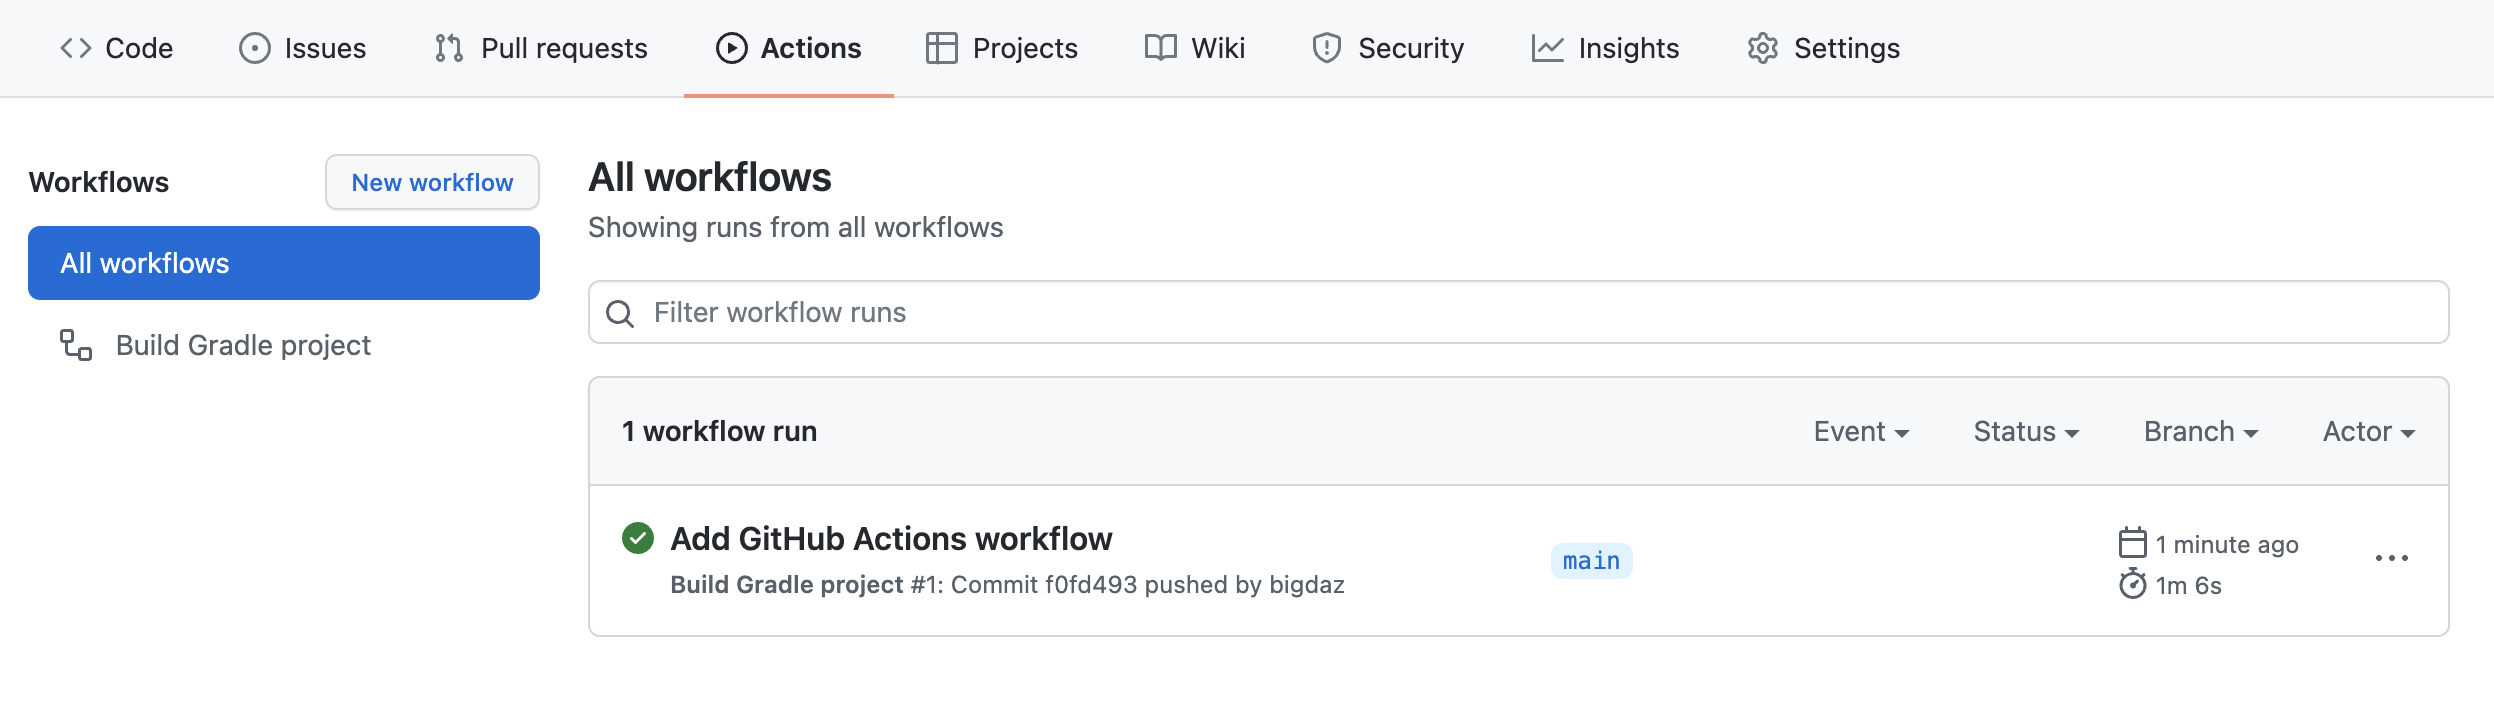 Code Issues Pull requests Actions Projects Wiki Security Insights Settings
Workflows
New workflow
All workflows
Build Gradle project
All workflows
Showing runs from all workflows
Filter workflow runs
1 workflow run Event Status Branch Actor
Add GitHub Actions workflow
Build Gradle project #1: Commit f0fd493 pushed by bigdaz
main
1 minute ago
1m 6s